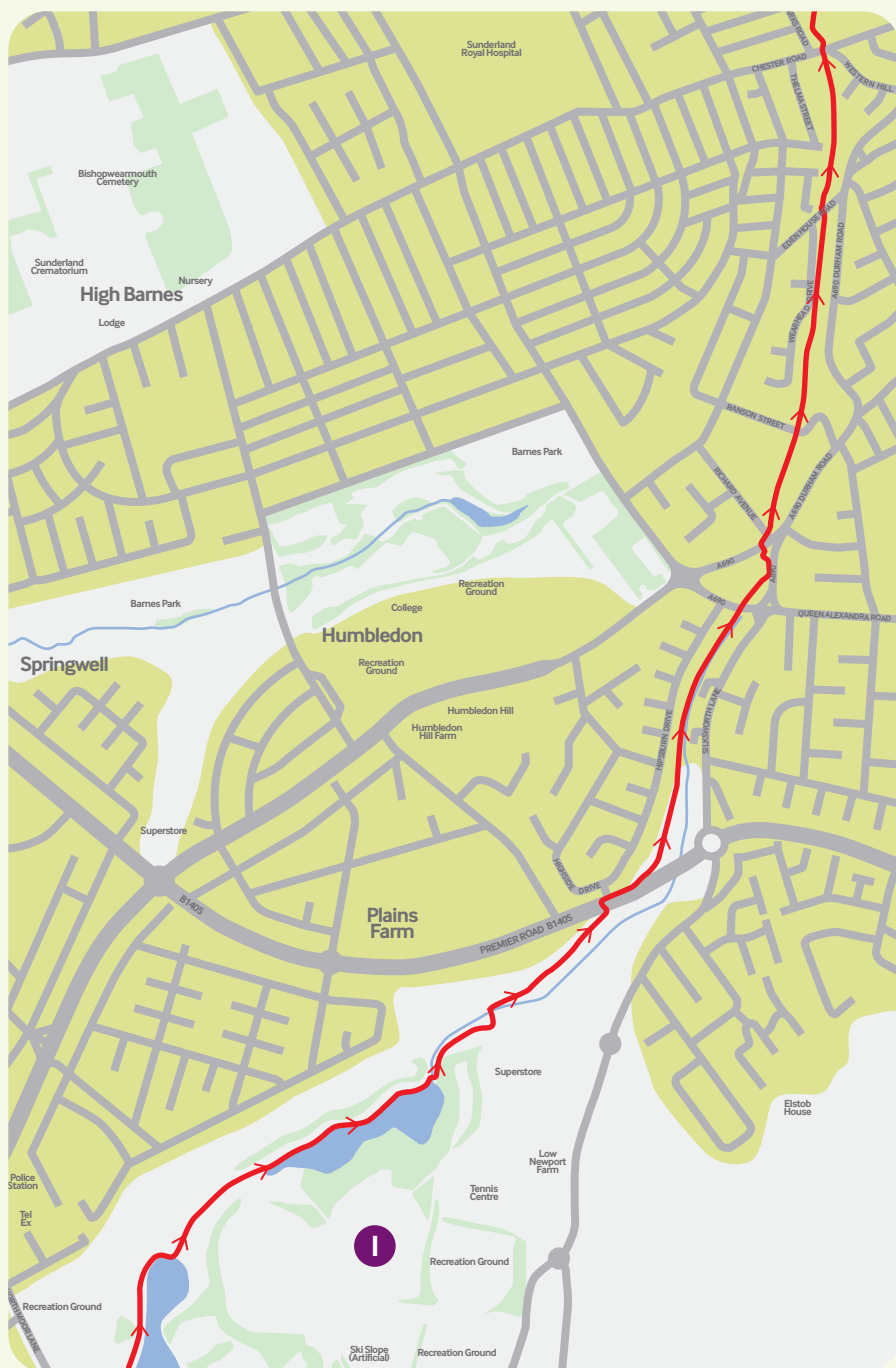 Sunderland
Royal Hospital
CHESTER ROAD
WESTERN HILL
THELMA STREET
Bishopwearmouth
Cemetery
EDEN HOUSE ROAD
A690 DURHAM ROAD
Sunderland
Crematorium
Nursery
High Barnes
Lodge
WEARHEAD DRIVE
RANSON STREET
Barnes Park
RICHARD AVENUE
A690 DURHAM ROAD
A690
A690
A690
Recreation
Ground
Barnes Park
College
QUEEN ALEXANDRA ROAD
Humbledon
Springwell
Recreation
Ground
Humbledon Hill
Humbledon
Hill Farm
HIPSBURN DRIVE
SILKSWORTH LANE
Superstore
HIGHSIDE DRIVE
B1405
Plains
Farm
PREMIER ROAD B1405
Superstore
Elstob
House
Low
Newport
Farm
Police
Station
Tennis
Centre
Tel
Ex
I
Recreation Ground
Recreation Ground
NORTH MOOR LANE
Ski Slope
(Artificial)
Recreation Ground